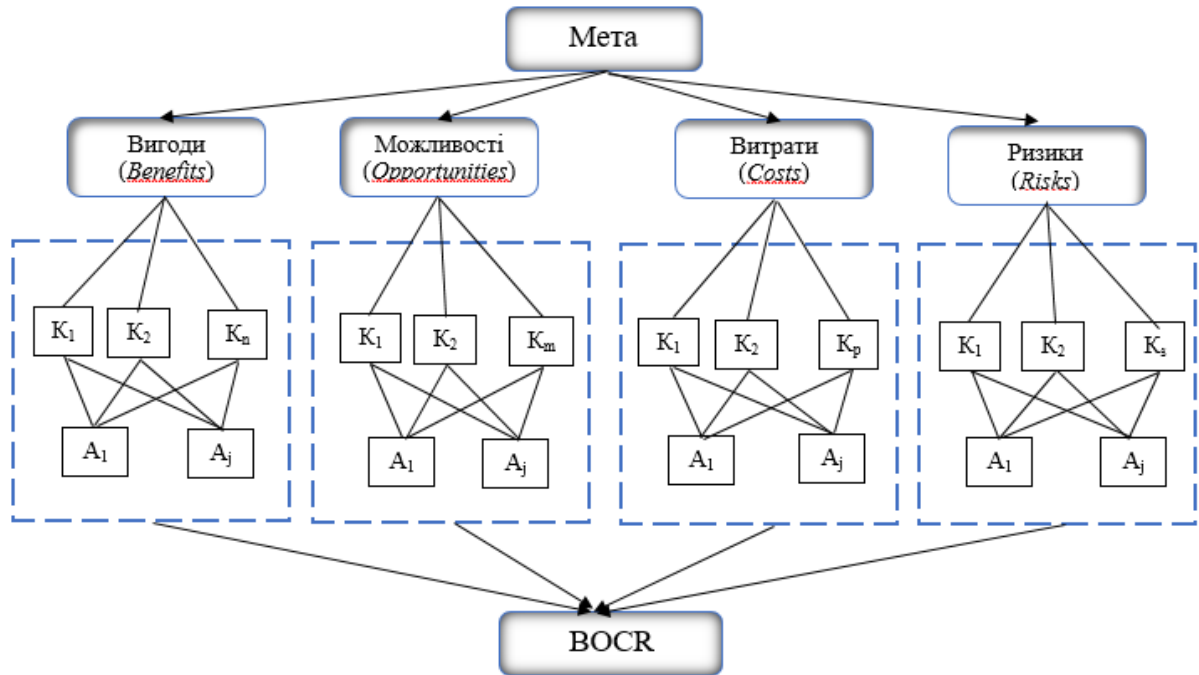 Мета
Вигоди
(Benefits)
Можливості
(Opportunities)
Витрати
(Costs)
Ризики
(Risks)
К₁ К₂ Кₙ
А₁ Аⱼ
К₁ К₂ Кₘ
А₁ Аⱼ
К₁ К₂ Кₚ
А₁ Аⱼ
К₁ К₂ Кₛ
А₁ Аⱼ
BOCR